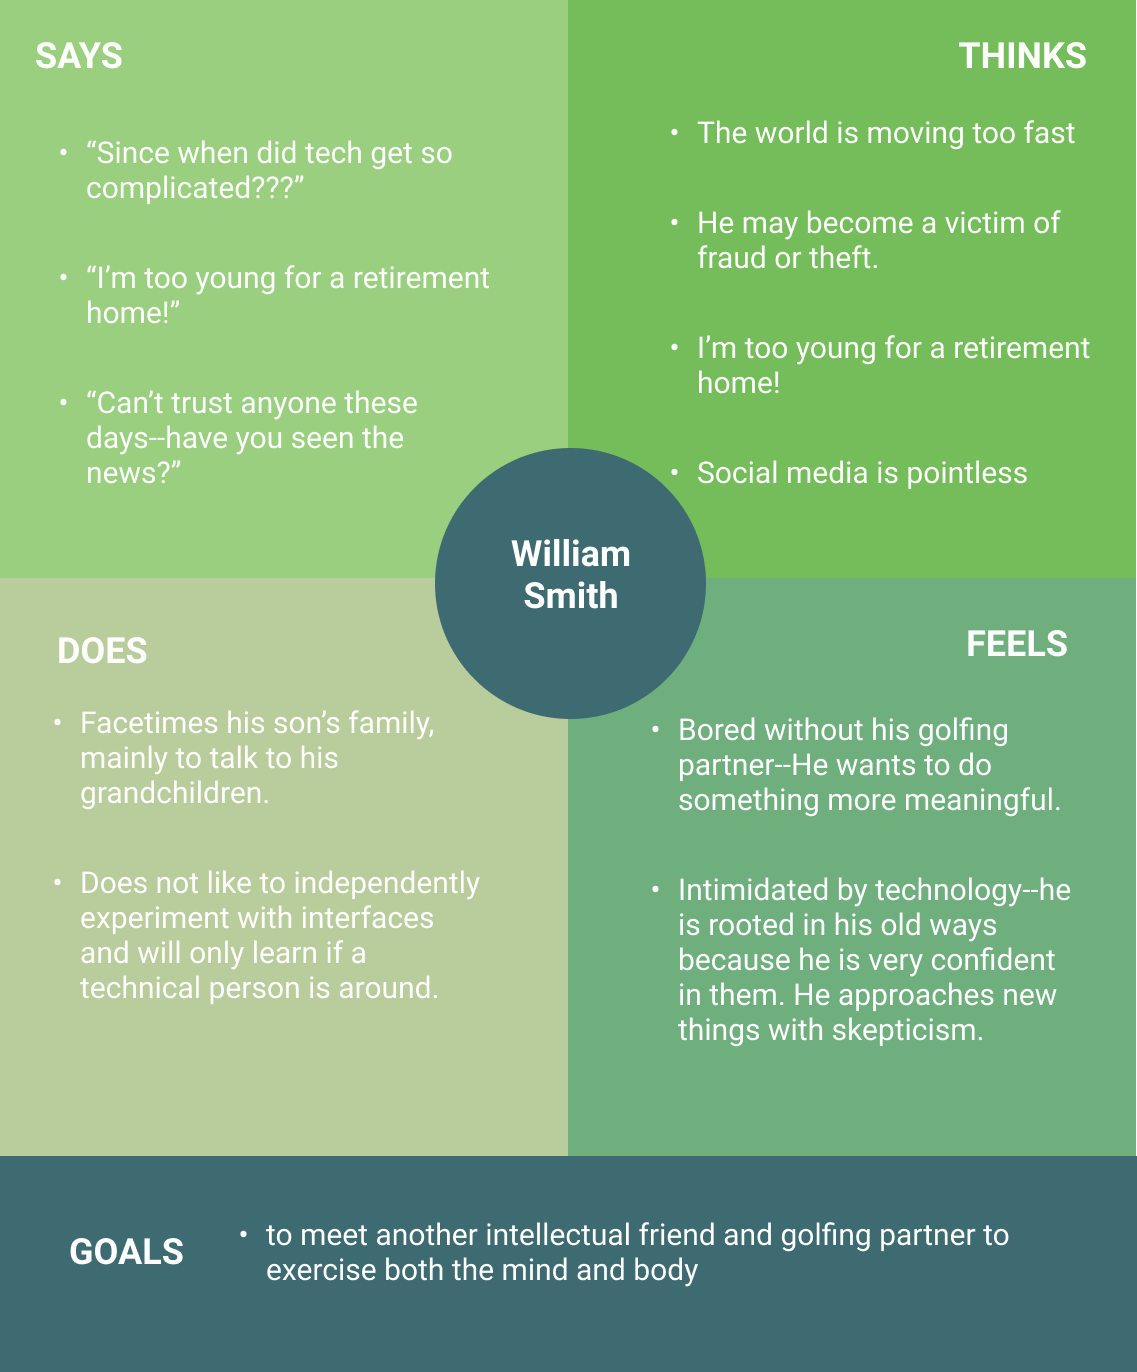 SAYS
• “Since when did tech get so
complicated???”
• “I’m too young for a retirement
home!”
• “Can’t trust anyone these
days--have you seen the
news?”
THINKS
• The world is moving too fast
• He may become a victim of
fraud or theft.
• I’m too young for a retirement
home!
• Social media is pointless
William
Smith
DOES
• Facetimes his son’s family,
mainly to talk to his
grandchildren.
• Does not like to independently
experiment with interfaces
and will only learn if a
technical person is around.
FEELS
• Bored without his golfing
partner--He wants to do
something more meaningful.
• Intimidated by technology--he
is rooted in his old ways
because he is very confident
in them. He approaches new
things with skepticism.
GOALS
• to meet another intellectual friend and golfing partner to
exercise both the mind and body